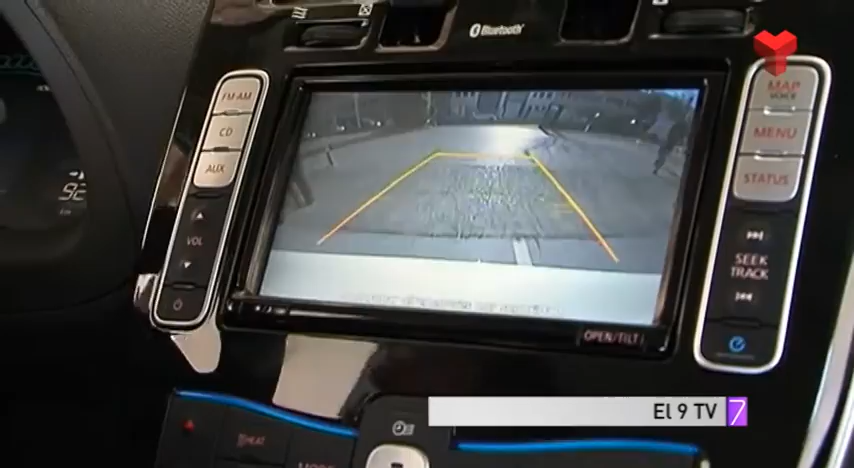 Bluetooth
FM·AM
CD
AUX
VOL
MAP
VOICE
MENU
STATUS
SEEK
TRACK
OPEN/TILT
El 9 TV 7
HEAT
MODE